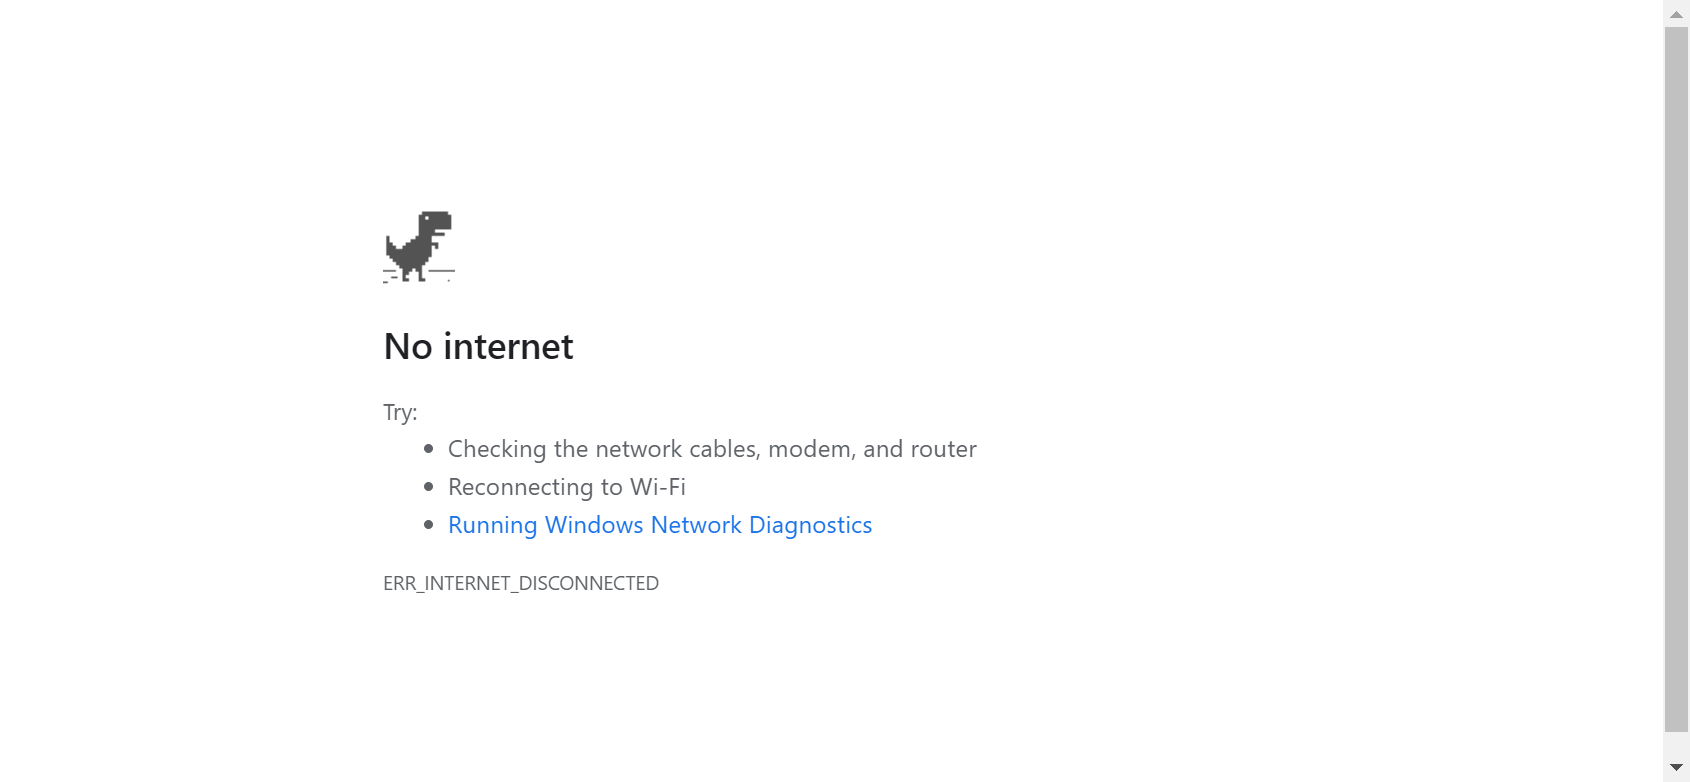 No internet
Try:
Checking the network cables, modem, and router
Reconnecting to Wi-Fi
Running Windows Network Diagnostics
ERR_INTERNET_DISCONNECTED